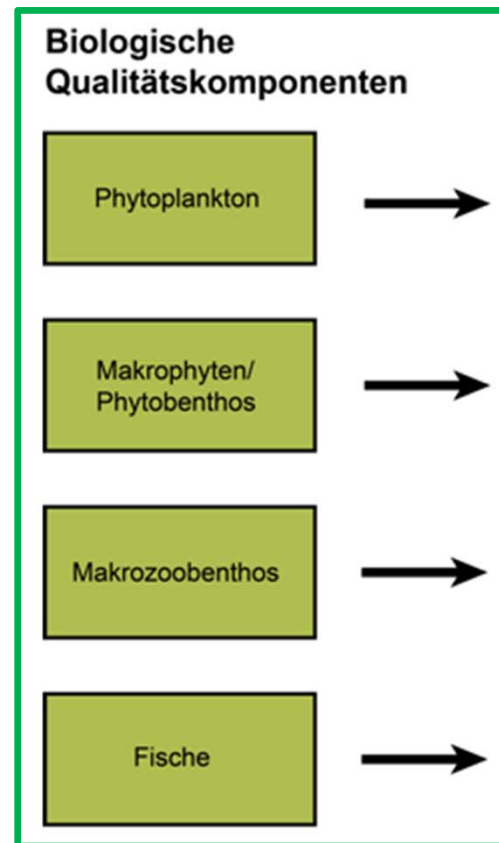 Biologische
Qualitätskomponenten
Phytoplankton
Makrophyten/
Phytobenthos
Makrozoobenthos
Fische